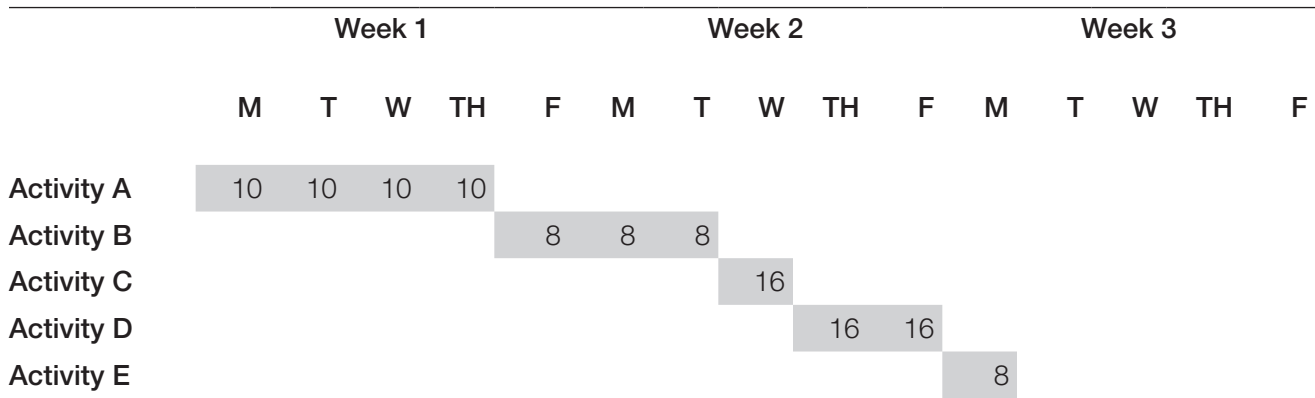 Week 1 Week 2 Week 3
M T W TH F M T W TH F M T W TH F
Activity A 10 10 10 10
Activity B 8 8 8
Activity C 16
Activity D 16 16
Activity E 8